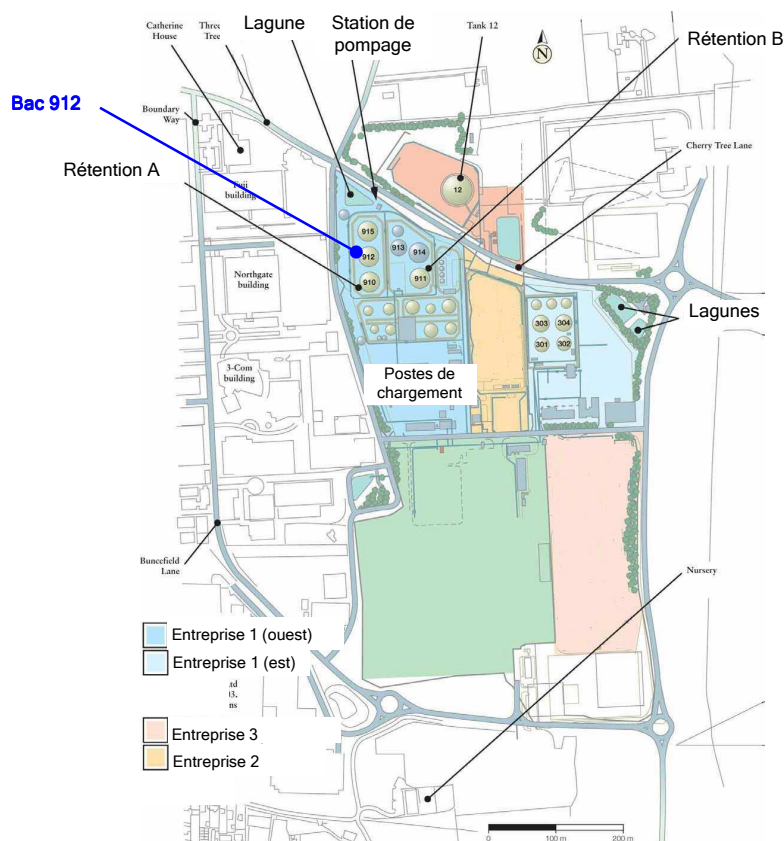 Catherine
House
Three
Tree
Lagune
Station de
pompage
Tank 12
N
Rétention B
Bac 912
Boundary
Way
Cherry Tree Lane
Rétention A
Fuji
building
12
915
913
914
912
910
911
Northgate
building
303
304
301
302
Lagunes
3-Com
building
Postes de
chargement
Buncefield
Lane
Nursery
Entreprise 1 (ouest)
Entreprise 1 (est)
Entreprise 3
Entreprise 2
0
100 m
200 m